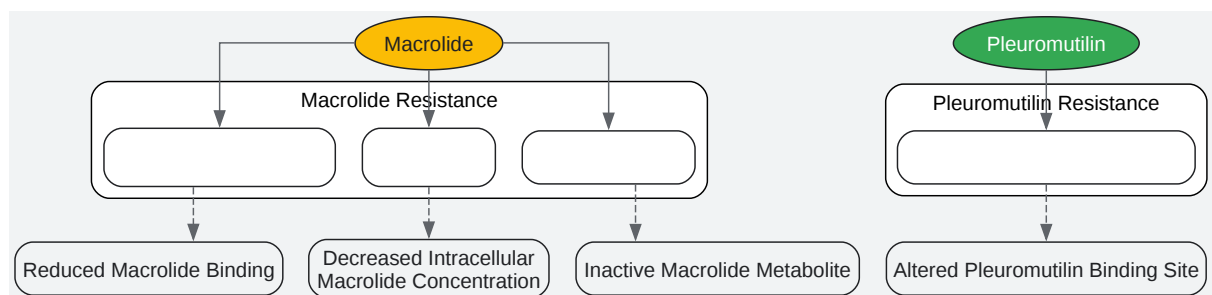 Macrolide
Pleuromutilin
Macrolide Resistance
Pleuromutilin Resistance
Reduced Macrolide Binding
Decreased Intracellular
Macrolide Concentration
Inactive Macrolide Metabolite
Altered Pleuromutilin Binding Site